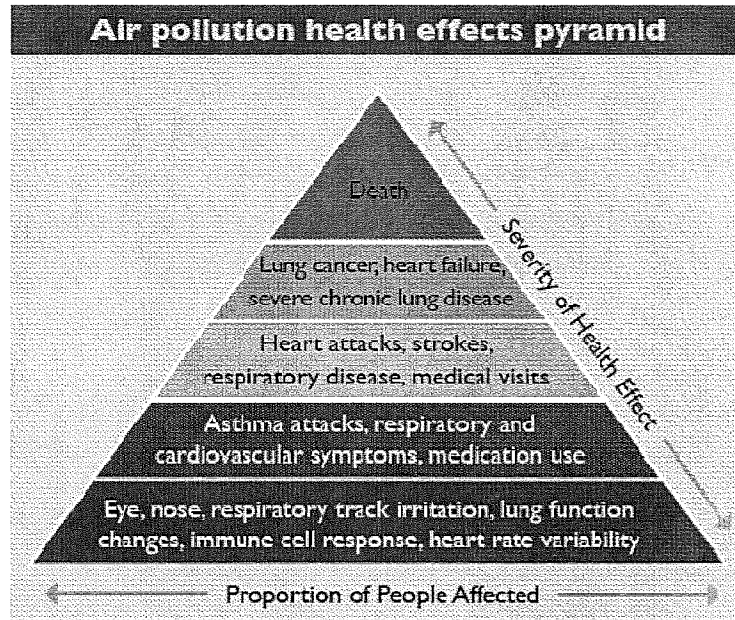 Air pollution health effects pyramid
Death
Lung cancer, heart failure,
severe chronic lung disease
Heart attacks, strokes,
respiratory disease, medical visits
Asthma attacks, respiratory and
cardiovascular symptoms, medication use
Eye, nose, respiratory track irritation, lung function
changes, immune cell response, heart rate variability
Severity of Health Effect
Proportion of People Affected